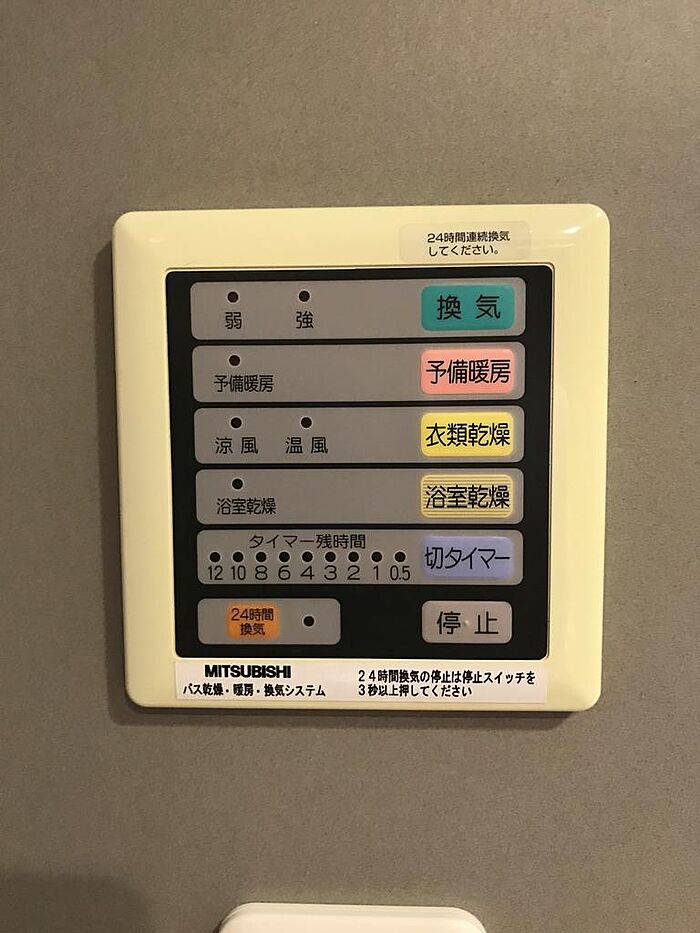 24時間連続換気
してください。
弱 強 換気
予備暖房 予備暖房
涼風 温風 衣類乾燥
浴室乾燥 浴室乾燥
タイマー残時間
12 10 8 6 4 3 2 1 0.5 切タイマー
24時間
換気 停止
MITSUBISHI
バス乾燥・暖房・換気システム
24時間換気の停止は停止スイッチを
3秒以上押してください